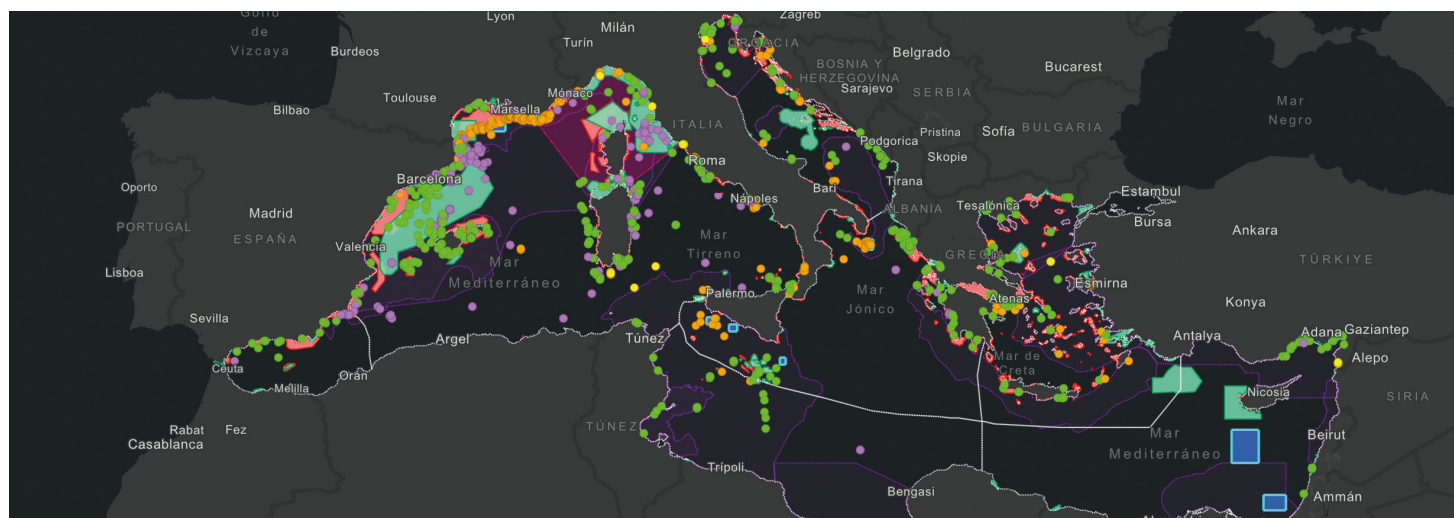 Golfo
de
Vizcaya
Lyon
Milán
Zagreb
Turín
Burdeos
CROACIA
Belgrado
BOSNIA Y
HERZEGOVINA
Sarajevo
Bucarest
Toulouse
Mónaco
Marsella
Bilbao
SERBIA
Mar
Negro
ITALIA
Podgorica
Pristina
Sofía
BULGARIA
Skopie
Roma
Oporto
Barcelona
Bari
Tirana
Estambul
Nápoles
ALBANIA
Tesalónica
Bursa
PORTUGAL
Madrid
ESPAÑA
Valencia
Ankara
Mar
Tirreno
GRECIA
TÜRKIYE
Lisboa
Mar
Mediterráneo
Esmirna
Palermo
Mar
Jónico
Atenas
Konya
Sevilla
Argel
Túnez
Antalya
Adana
Gaziantep
Alepo
Ceuta
Orán
Melilla
Mar de
Creta
Nicosia
SIRIA
Rabat
Fez
Casablanca
TÚNEZ
Mar
Mediterráneo
Beirut
Trípoli
Bengasi
Ammán